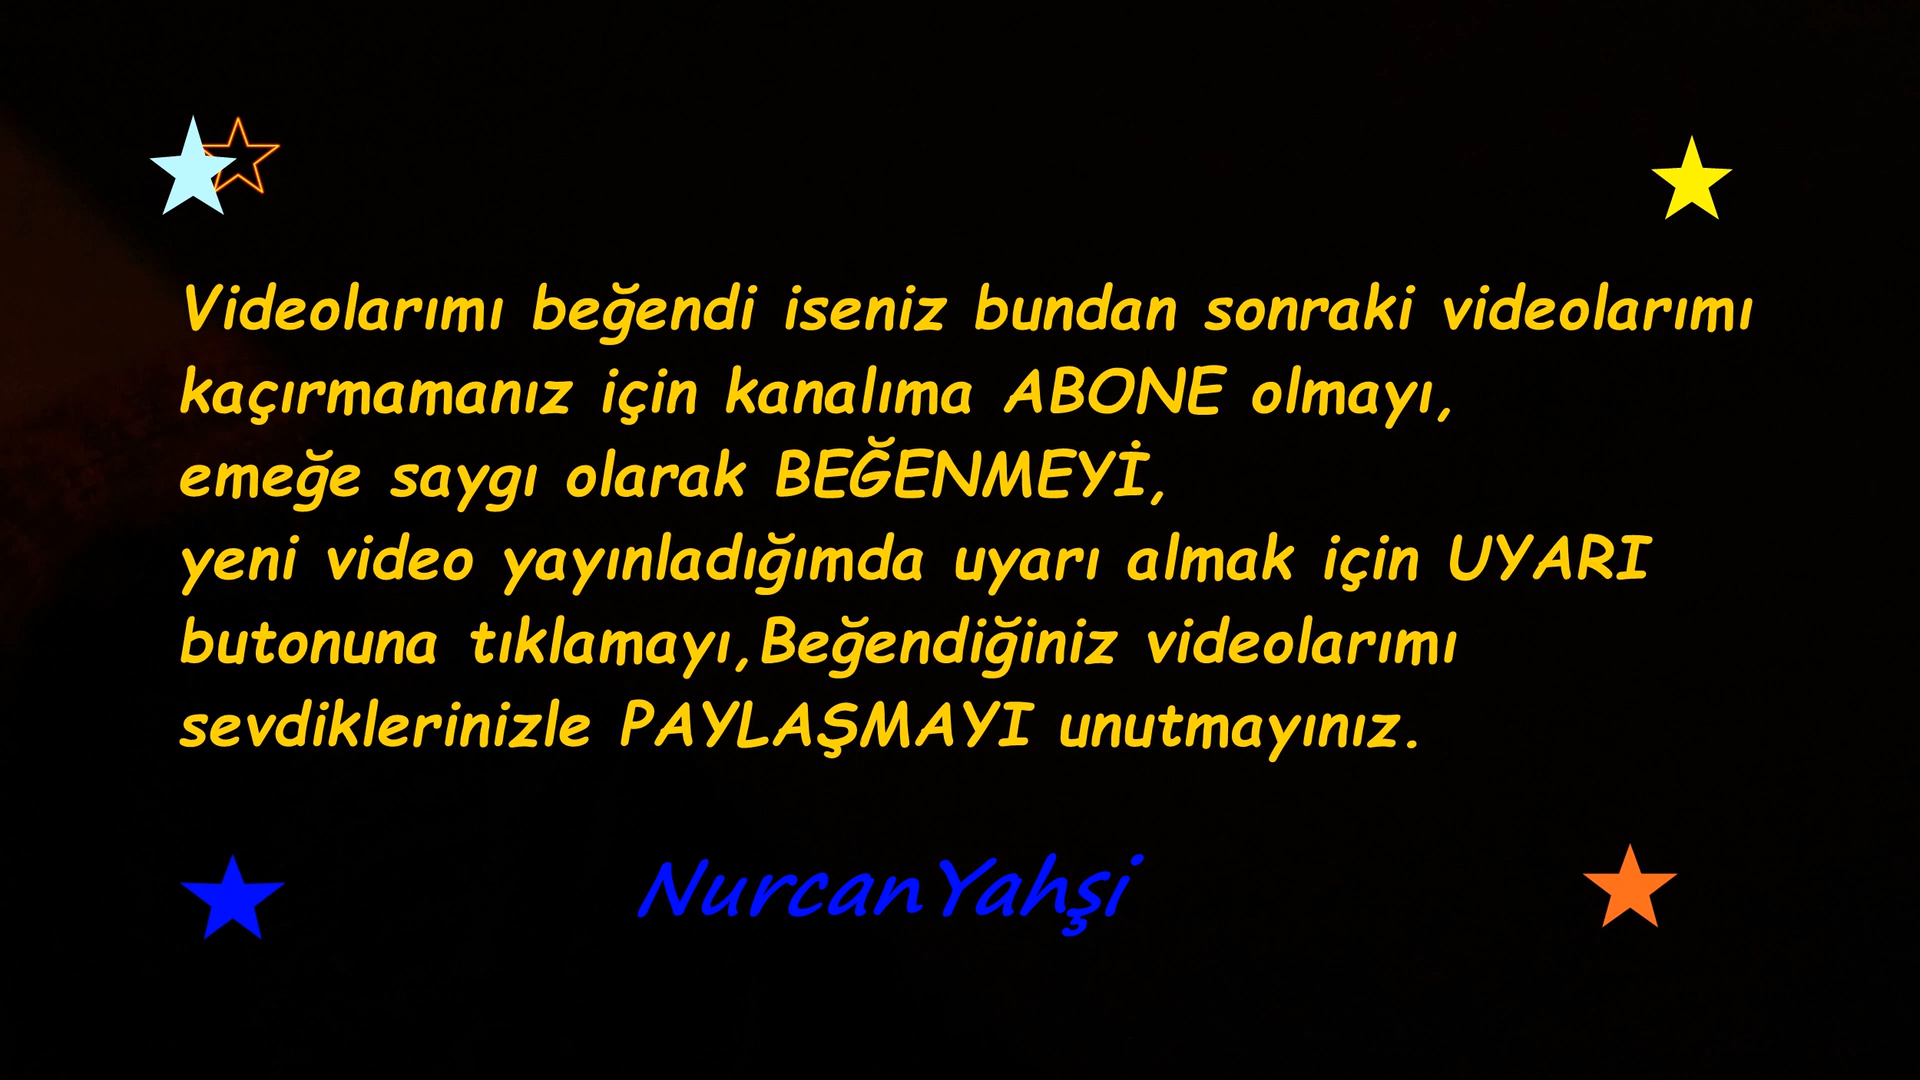 Videolarımı beğendi iseniz bundan sonraki videolarımı
kaçırmamanız için kanalıma ABONE olmayı,
emeğe saygı olarak BEĞENMEYİ,
yeni video yayınladığımda uyarı almak için UYARI
butonuna tıklamayı,Beğendiğiniz videolarımı
sevdiklerinizle PAYLAŞMAYI unutmayınız.
NurcanYahşi